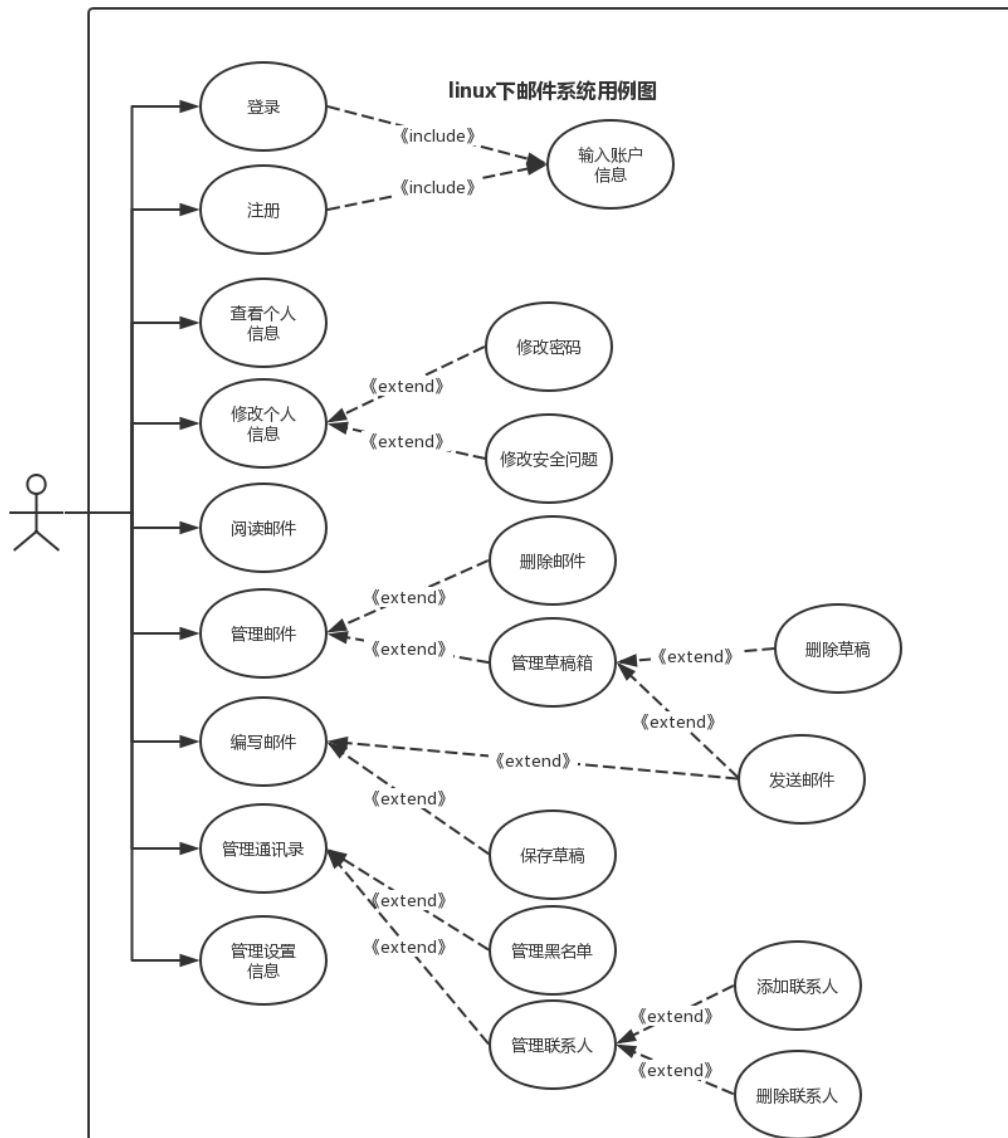 linux下邮件系统用例图
登录
《include》
输入账户
信息
《include》
注册
查看个人
信息
修改密码
《extend》
修改个人
信息
《extend》
修改安全问题
阅读邮件
删除邮件
《extend》
管理邮件
《extend》
管理草稿箱
《extend》
删除草稿
《extend》
编写邮件
《extend》
发送邮件
《extend》
管理通讯录
保存草稿
《extend》
管理黑名单
《extend》
管理设置
信息
添加联系人
《extend》
管理联系人
《extend》
删除联系人